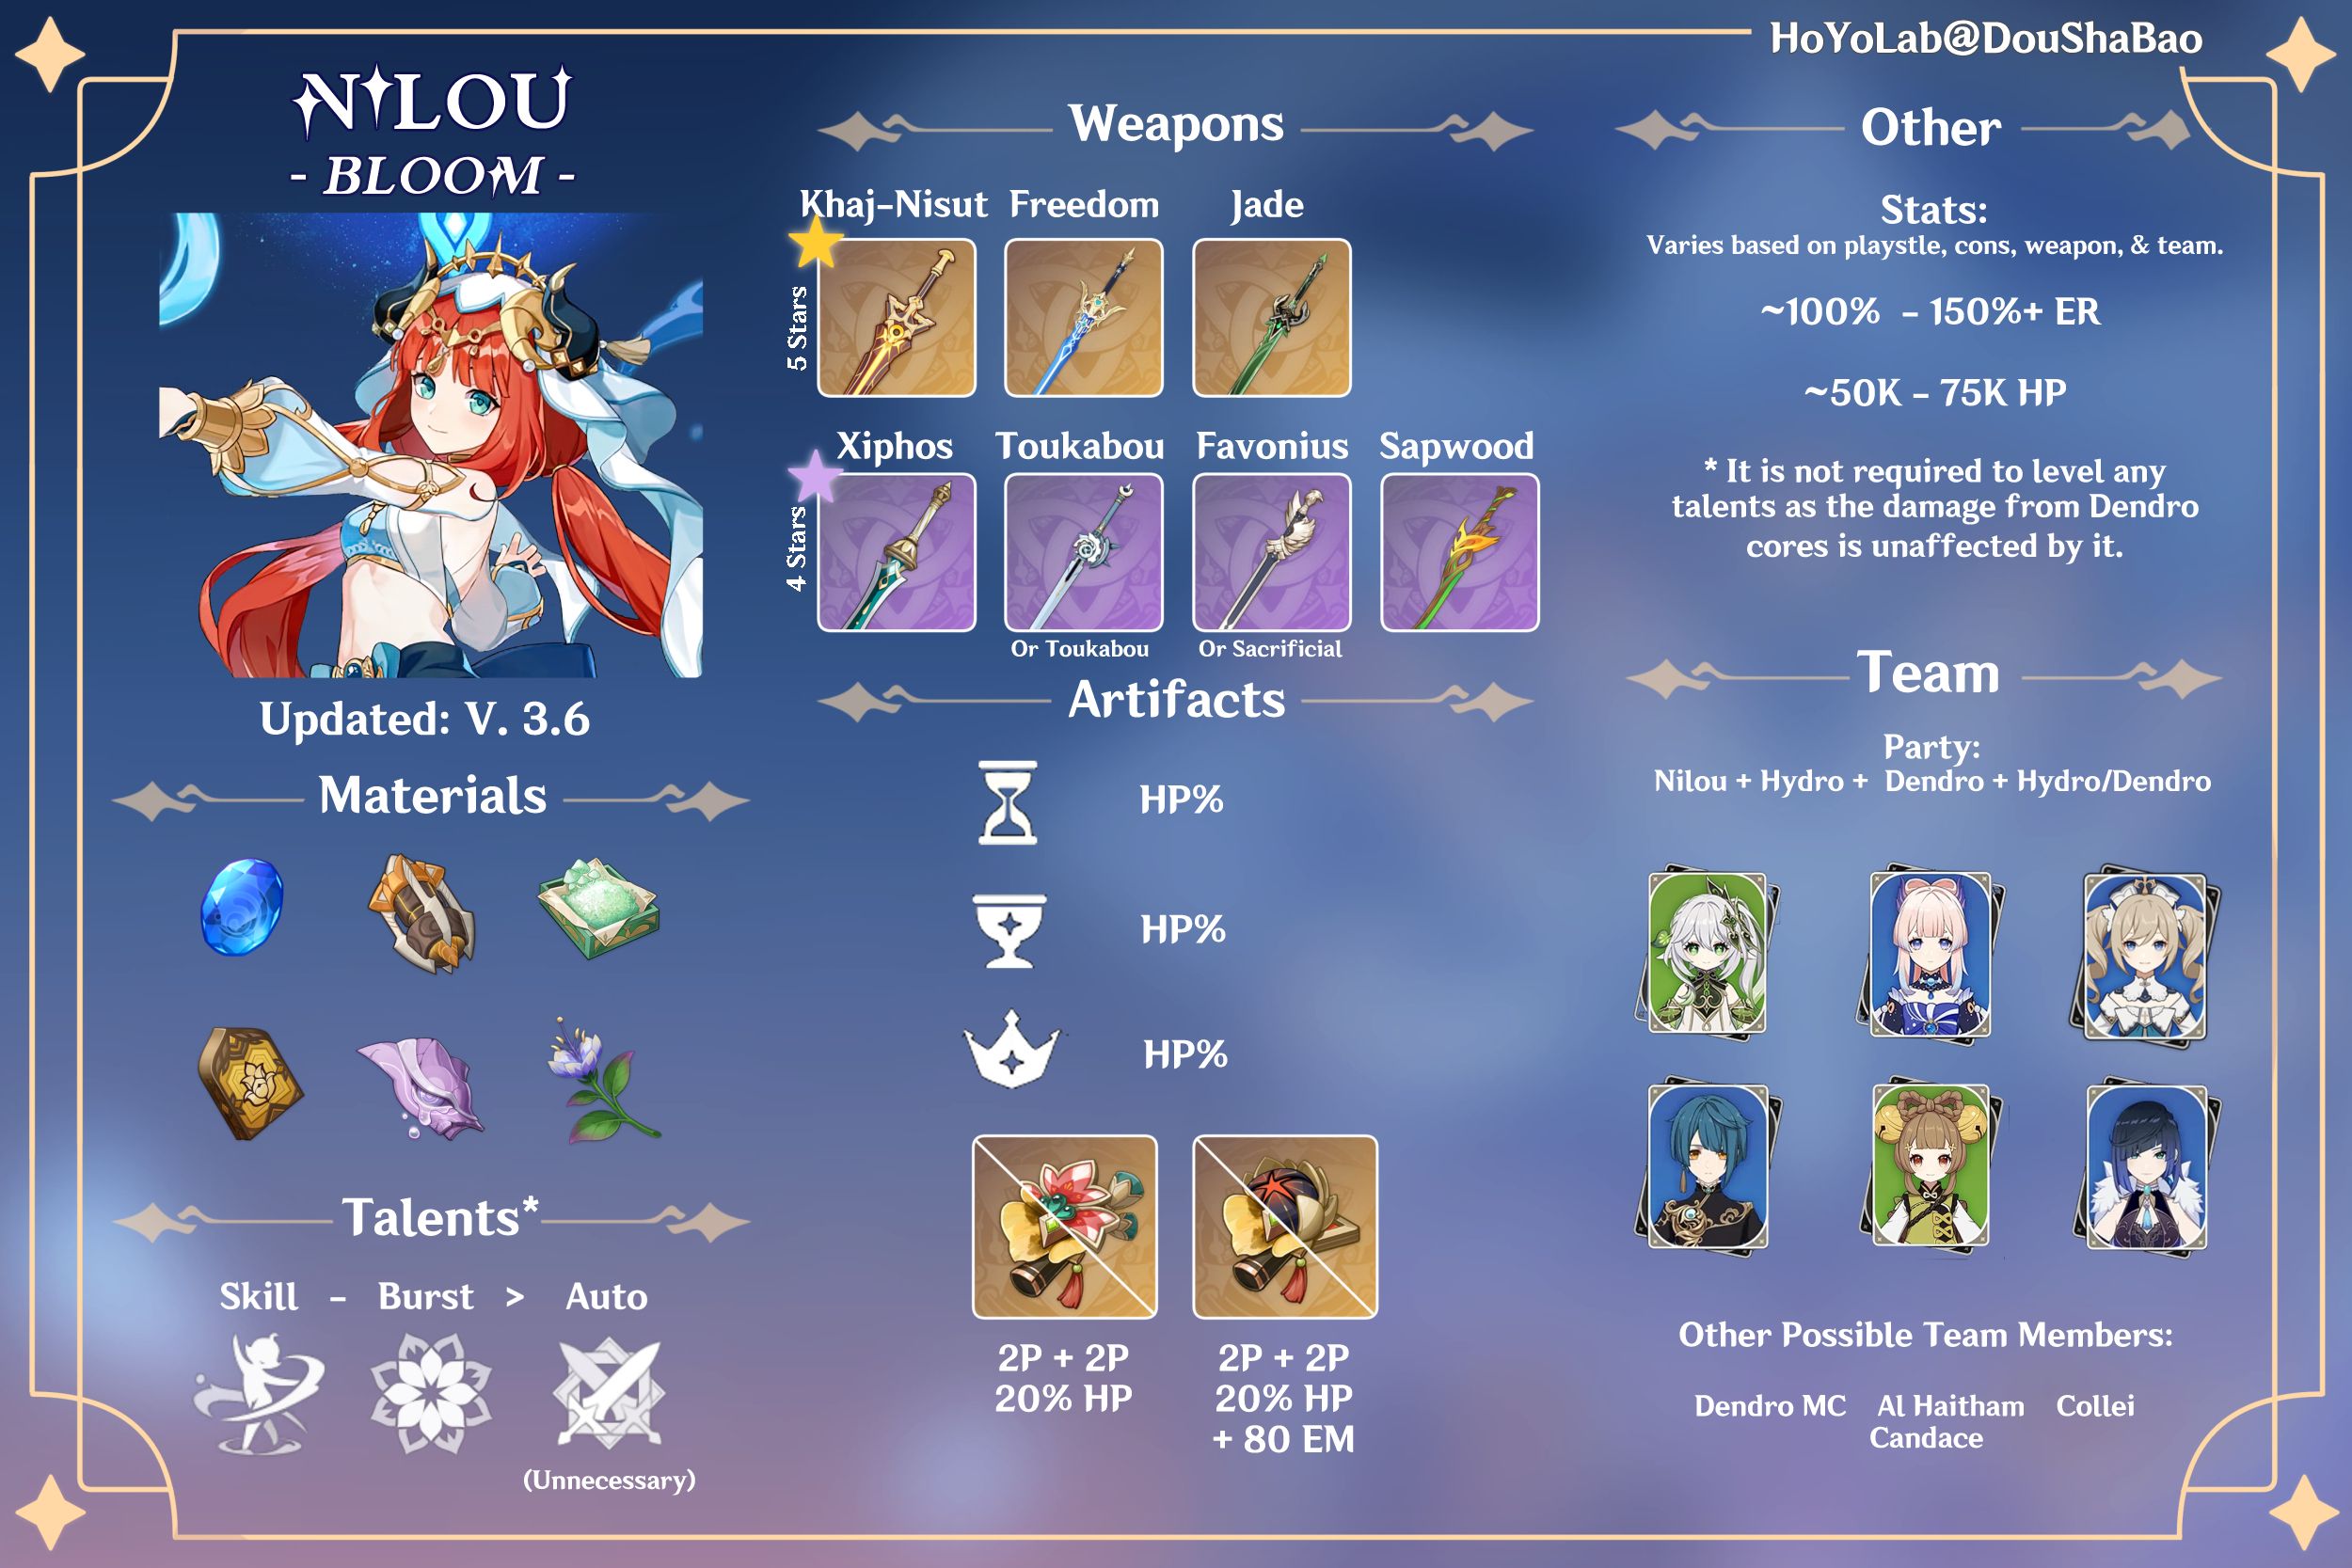 HoYoLab@DouShaBao
NILOU
- BLOOM -
Updated: V. 3.6
Materials
Talents*
Skill - Burst > Auto
(Unnecessary)
Weapons
Khaj-Nisut Freedom Jade
5 Stars
Xiphos Toukabou Favonius Sapwood
4 Stars
Or Toukabou Or Sacrificial
Artifacts
HP%
HP%
HP%
2P + 2P
20% HP
2P + 2P
20% HP
+ 80 EM
Other
Stats:
Varies based on playstle, cons, weapon, & team.
~100% - 150%+ ER
~50K - 75K HP
* It is not required to level any
talents as the damage from Dendro
cores is unaffected by it.
Team
Party:
Nilou + Hydro + Dendro + Hydro/Dendro
Other Possible Team Members:
Dendro MC Al Haitham Collei
Candace